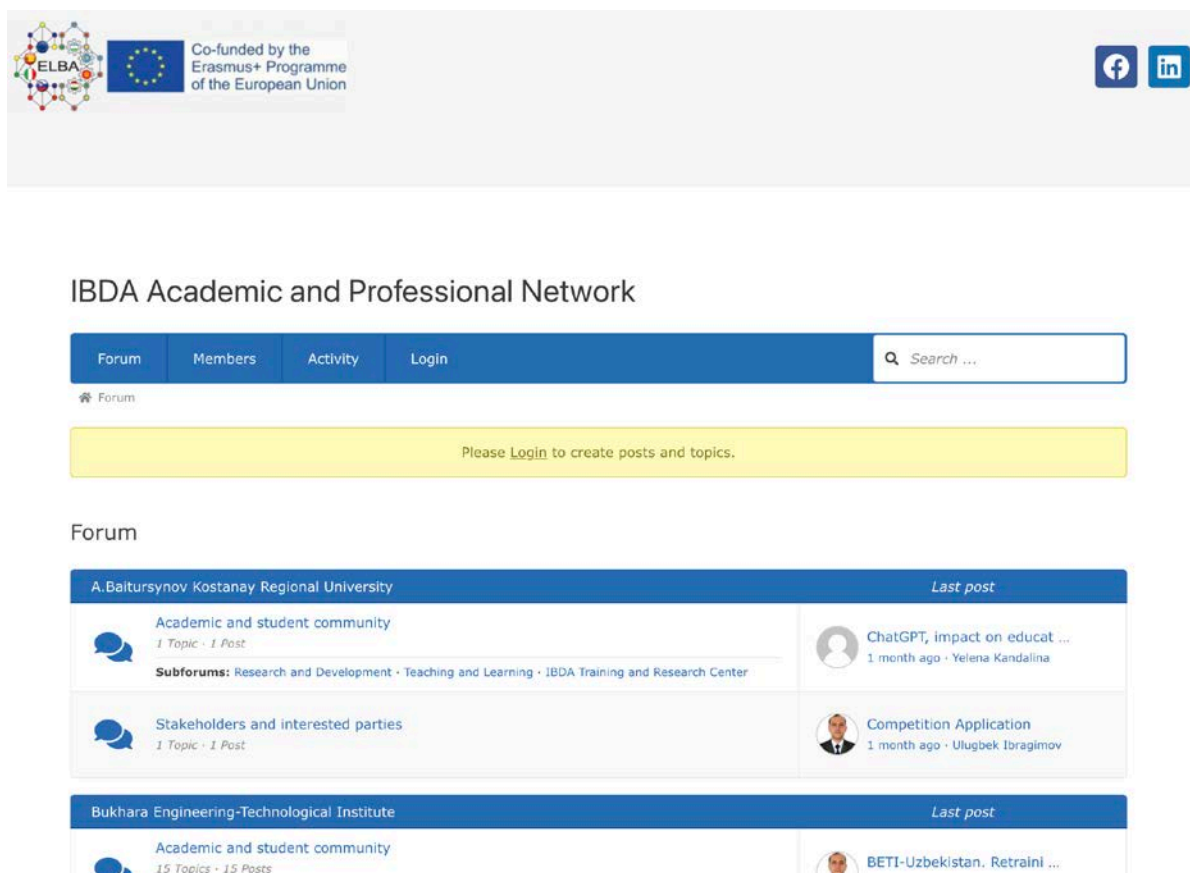 ELBA
Co-funded by the
Erasmus+ Programme
of the European Union
IBDA Academic and Professional Network
Forum Members Activity Login Search ...
Forum
Please Login to create posts and topics.
Forum
A.Baitursynov Kostanay Regional University Last post
Academic and student community
1 Topic · 1 Post
Subforums: Research and Development · Teaching and Learning · IBDA Training and Research Center
ChatGPT, impact on educat ...
1 month ago · Yelena Kandalina
Stakeholders and interested parties
1 Topic · 1 Post
Competition Application
1 month ago · Ulugbek Ibragimov
Bukhara Engineering-Technological Institute Last post
Academic and student community
15 Topics · 15 Posts
BETI-Uzbekistan. Retraini ...